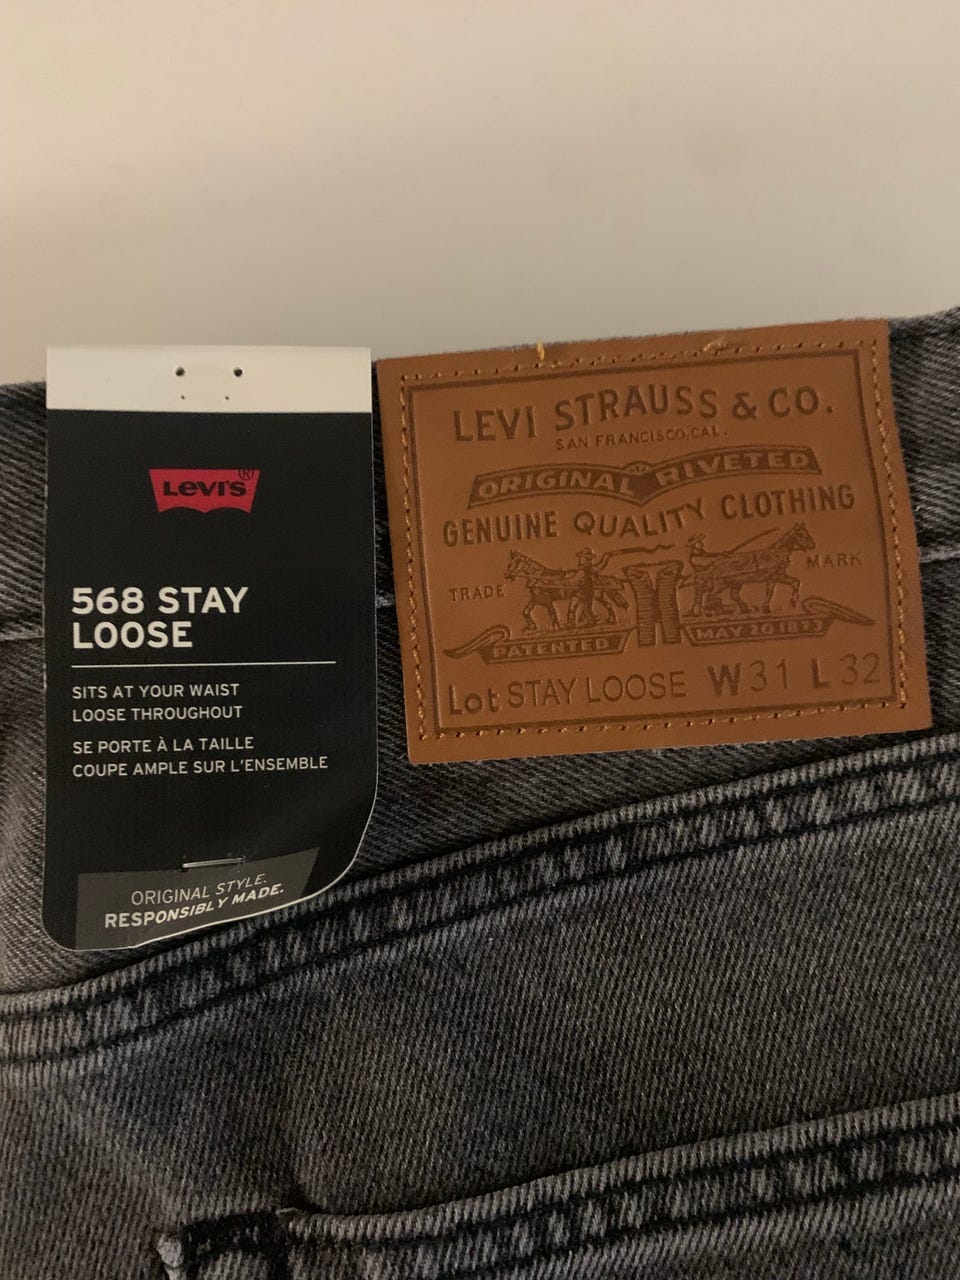 LEVI'S®
568 STAY
LOOSE
SITS AT YOUR WAIST
LOOSE THROUGHOUT
SE PORTE À LA TAILLE
COUPE AMPLE SUR L'ENSEMBLE
ORIGINAL STYLE.
RESPONSIBLY MADE.
LEVI STRAUSS & CO.
SAN FRANCISCO, CAL.
ORIGINAL RIVETED
GENUINE QUALITY CLOTHING
TRADE MARK
PATENTED MAY 20 1873
Lot STAY LOOSE W31 L32